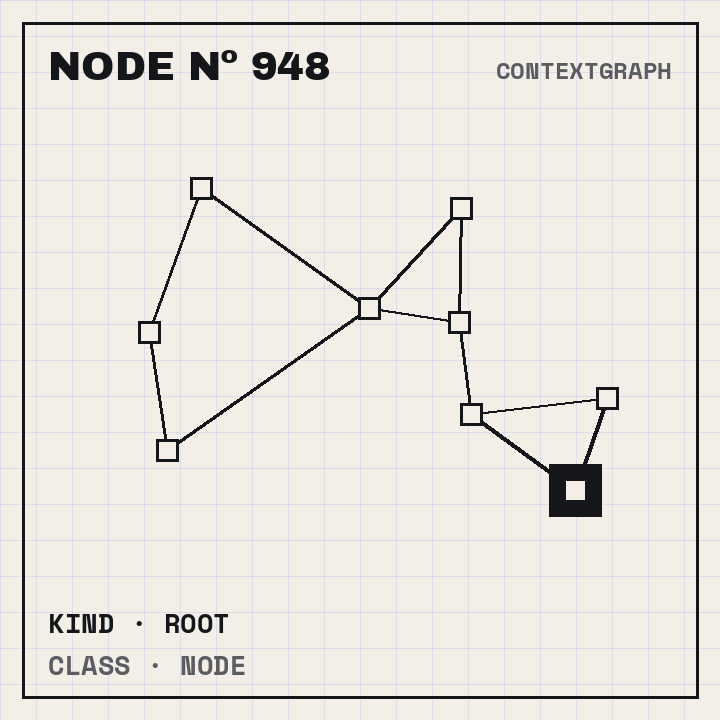 NODE Nº 948
CONTEXTGRAPH
KIND · ROOT
CLASS · NODE